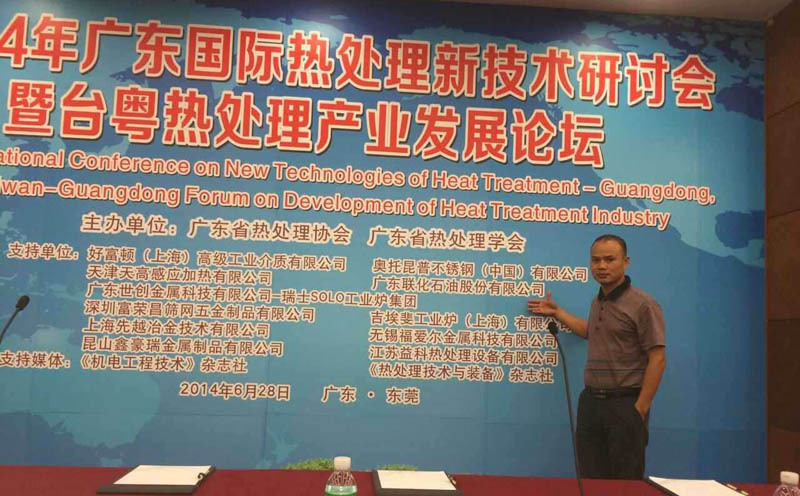 4年广东国际热处理新技术研讨会
暨台粤热处理产业发展论坛
national Conference on New Technologies of Heat Treatment – Guangdong,
iwan–Guangdong Forum on Development of Heat Treatment Industry
主办单位：广东省热处理协会 广东省热处理学会
支持单位：好富顿（上海）高级工业介质有限公司 奥托昆普不锈钢（中国）有限公司
天津天高感应加热有限公司 广东联化石油股份有限公司
广东世创金属科技有限公司–瑞士SOLO工业炉集团
深圳富荣昌筛网五金制品有限公司 吉埃斐工业炉（上海）有限公
上海先越冶金技术有限公司 无锡福爱尔金属科技有限公司
昆山鑫豪瑞金属制品有限公司 江苏益科热处理设备有限公司
支持媒体：《机电工程技术》杂志社 《热处理技术与装备》杂志社
2014年6月28日 广东·东莞